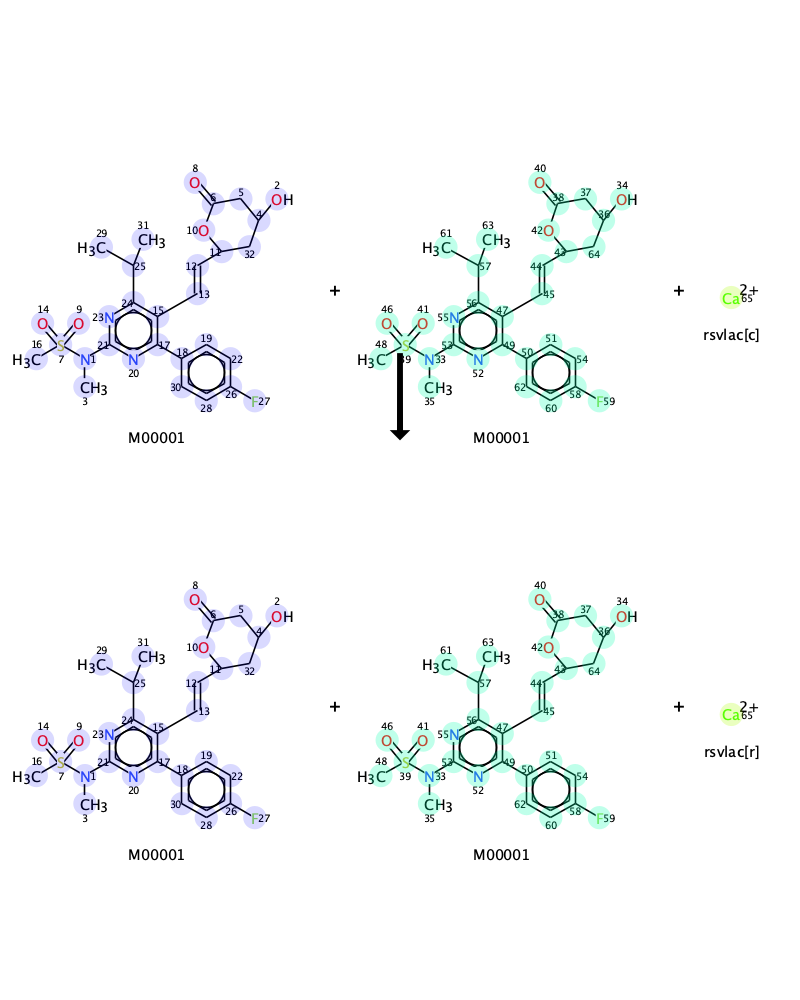 8 40
O 5 2 O 37 34
6 OH 38 OH
4 36
29 31 10 O 61 63 42 O
H₃C CH₃ 11 32 H₃C CH₃ 43 64
25 12 57 44
13 + 45 + Ca 2+ 65
24 56
14 9 23 N 15 46 41 55 N 47
O O O O rsvlac[c]
16 21 17 19 48 53 49 51
H₃C S N 1 N 18 22 H₃C S N 33 N 50 54
7 20 39 52
CH₃ 30 26 CH₃ 62 58
3 28 F 27 35 60 F 59
M00001 M00001
8 40
O 5 2 O 37 34
6 OH 38 OH
4 36
29 31 10 O 61 63 42 O
H₃C CH₃ 11 32 H₃C CH₃ 43 64
25 12 57 44
13 + 45 + Ca 2+ 65
24 56
14 9 23 N 15 46 41 55 N 47
O O O O rsvlac[r]
16 21 17 19 48 53 49 51
H₃C S N 1 N 18 22 H₃C S N 33 N 50 54
7 20 39 52
CH₃ 30 26 CH₃ 62 58
3 28 F 27 35 60 F 59
M00001 M00001